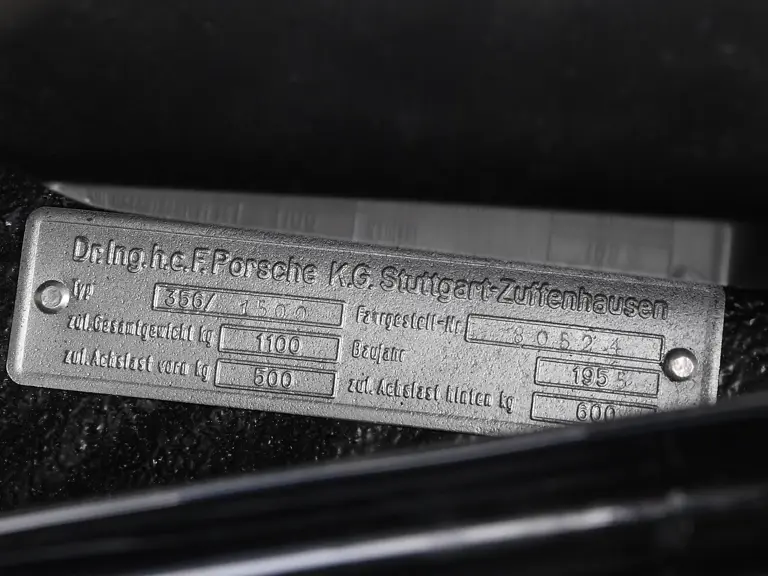 Dr.Ing.h.c.F.Porsche K.G. Stuttgart-Zuffenhausen
Typ 356/ 1500 Fahrgestell-Nr. 80524
zul.Gesamtgewicht kg 1100 Baujahr 1955
zul.Achslast vorn kg 500 zul.Achslast hinten kg 600